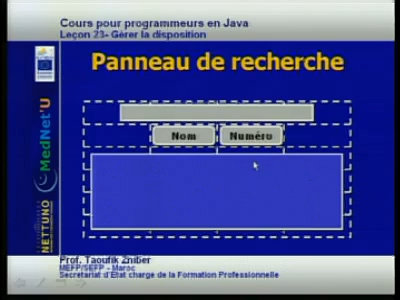 Cours pour programmeurs en Java
Leçon 23- Gérer la disposition
Panneau de recherche
Nom
Numéro
MedNet'U
NETTUNO
Prof. Taoufik Zniber
MEFP/SEFP - Maroc
Secrétariat d'Etat chargé de la Formation Professionnelle